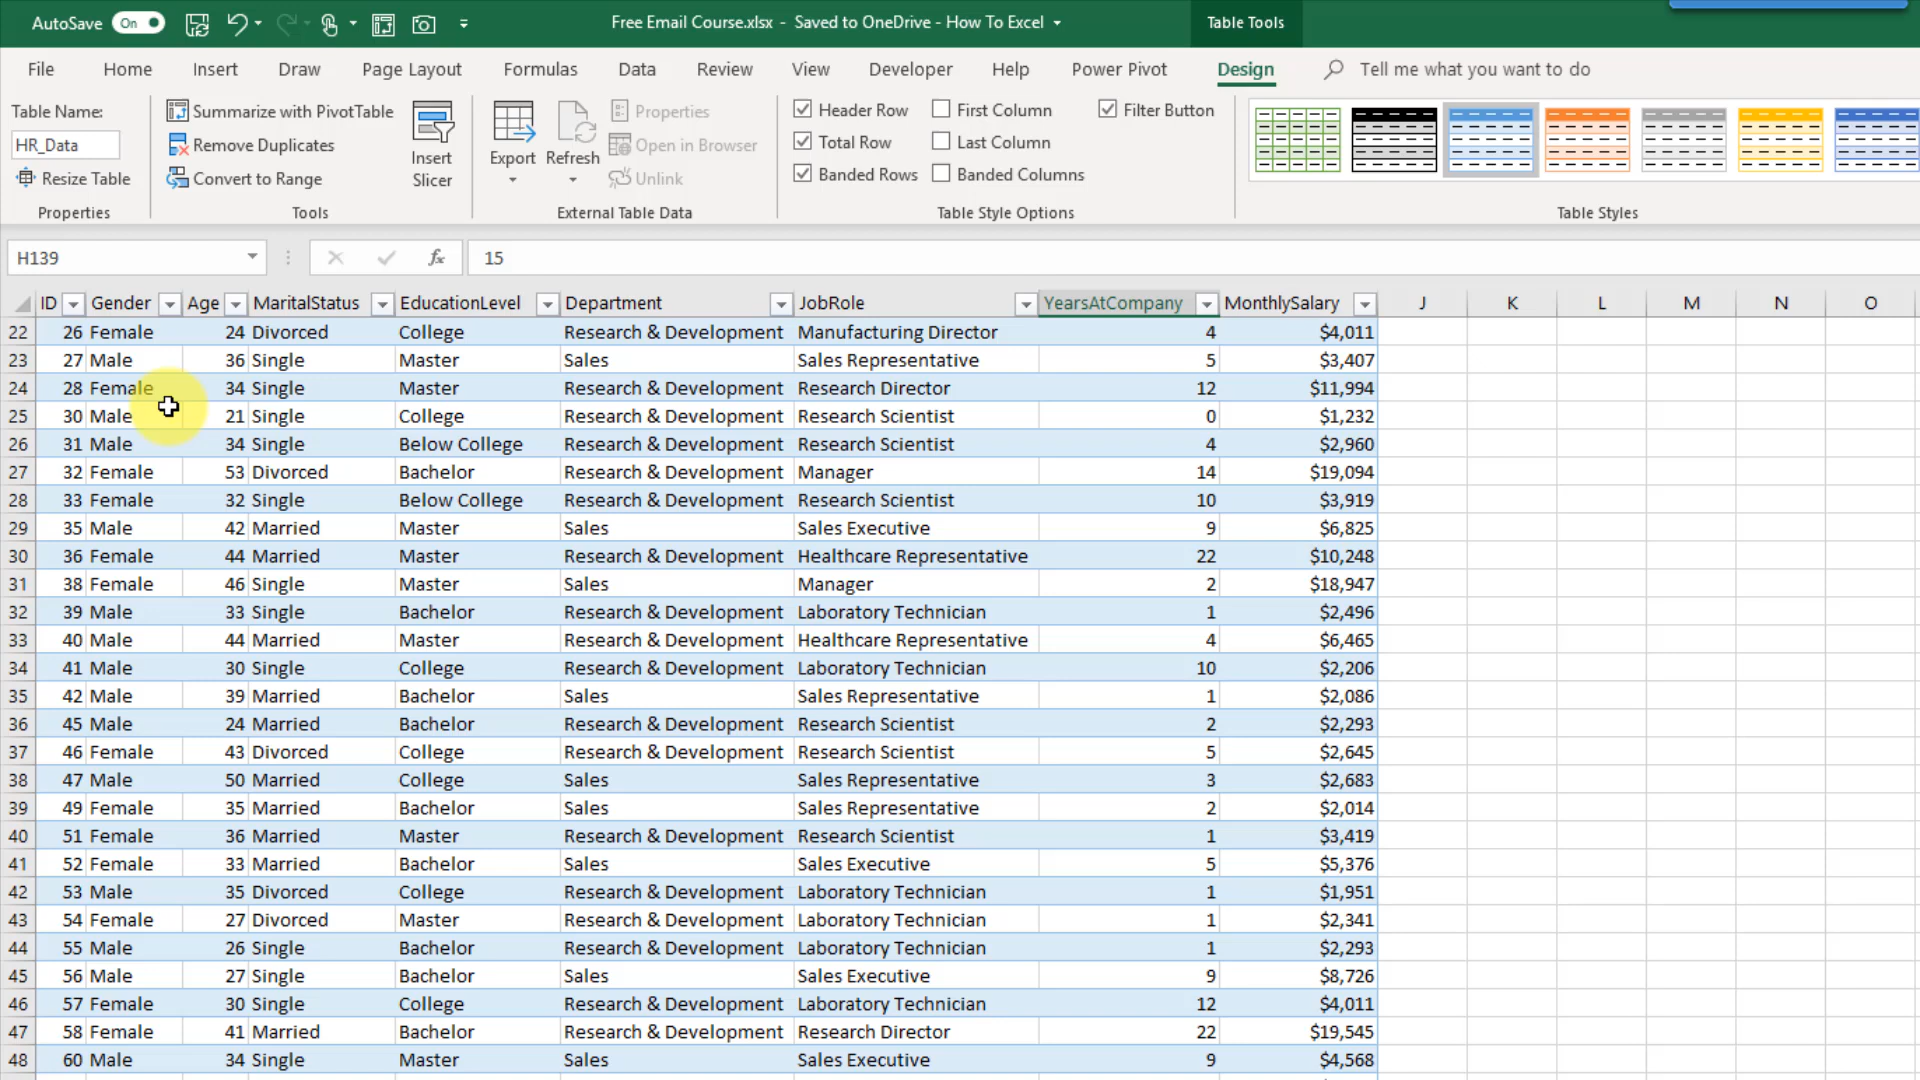 AutoSave On Free Email Course.xlsx - Saved to OneDrive - How To Excel Table Tools
File Home Insert Draw Page Layout Formulas Data Review View Developer Help Power Pivot Design Tell me what you want to do
Table Name: Summarize with PivotTable Properties Header Row First Column Filter Button
HR_Data Remove Duplicates Insert Slicer Export Refresh Open in Browser Total Row Last Column
Resize Table Convert to Range Unlink Banded Rows Banded Columns
Properties Tools External Table Data Table Style Options Table Styles
H139 fx 15
ID Gender Age MaritalStatus EducationLevel Department JobRole YearsAtCompany MonthlySalary J K L M N O
22 26 Female 24 Divorced College Research & Development Manufacturing Director 4 $4,011
23 27 Male 36 Single Master Sales Sales Representative 5 $3,407
24 28 Female 34 Single Master Research & Development Research Director 12 $11,994
25 30 Male 21 Single College Research & Development Research Scientist 0 $1,232
26 31 Male 34 Single Below College Research & Development Research Scientist 4 $2,960
27 32 Female 53 Divorced Bachelor Research & Development Manager 14 $19,094
28 33 Female 32 Single Below College Research & Development Research Scientist 10 $3,919
29 35 Male 42 Married Master Sales Sales Executive 9 $6,825
30 36 Female 44 Married Master Research & Development Healthcare Representative 22 $10,248
31 38 Female 46 Single Master Sales Manager 2 $18,947
32 39 Male 33 Single Bachelor Research & Development Laboratory Technician 1 $2,496
33 40 Male 44 Married Master Research & Development Healthcare Representative 4 $6,465
34 41 Male 30 Single College Research & Development Laboratory Technician 10 $2,206
35 42 Male 39 Married Bachelor Sales Sales Representative 1 $2,086
36 45 Male 24 Married Bachelor Research & Development Research Scientist 2 $2,293
37 46 Female 43 Divorced College Research & Development Research Scientist 5 $2,645
38 47 Male 50 Married College Sales Sales Representative 3 $2,683
39 49 Female 35 Married Bachelor Sales Sales Representative 2 $2,014
40 51 Female 36 Married Master Research & Development Research Scientist 1 $3,419
41 52 Female 33 Married Bachelor Sales Sales Executive 5 $5,376
42 53 Male 35 Divorced College Research & Development Laboratory Technician 1 $1,951
43 54 Female 27 Divorced Master Research & Development Laboratory Technician 1 $2,341
44 55 Male 26 Single Bachelor Research & Development Laboratory Technician 1 $2,293
45 56 Male 27 Single Bachelor Sales Sales Executive 9 $8,726
46 57 Female 30 Single College Research & Development Laboratory Technician 12 $4,011
47 58 Female 41 Married Bachelor Research & Development Research Director 22 $19,545
48 60 Male 34 Single Master Sales Sales Executive 9 $4,568